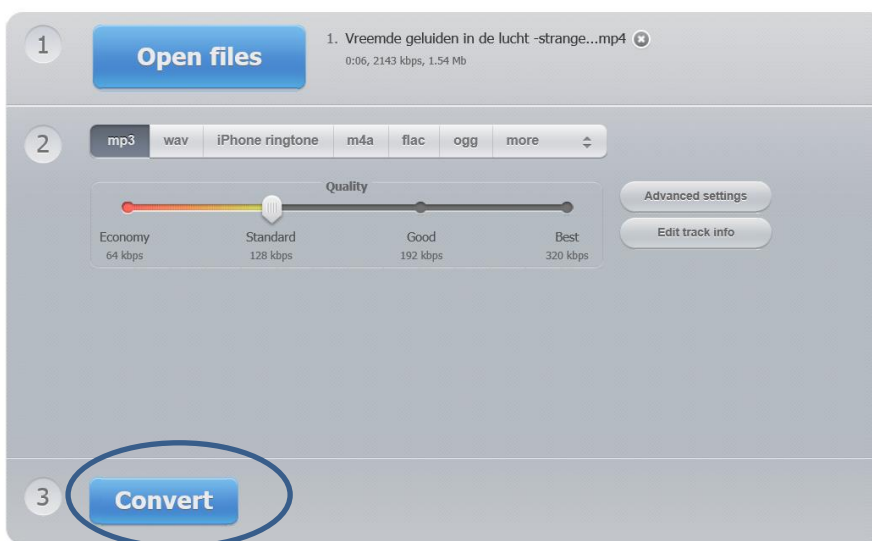 1
Open files
1. Vreemde geluiden in de lucht -strange...mp4
0:06, 2143 kbps, 1.54 Mb
2
mp3 wav iPhone ringtone m4a flac ogg more
Quality
Economy Standard Good Best
64 kbps 128 kbps 192 kbps 320 kbps
Advanced settings
Edit track info
3
Convert